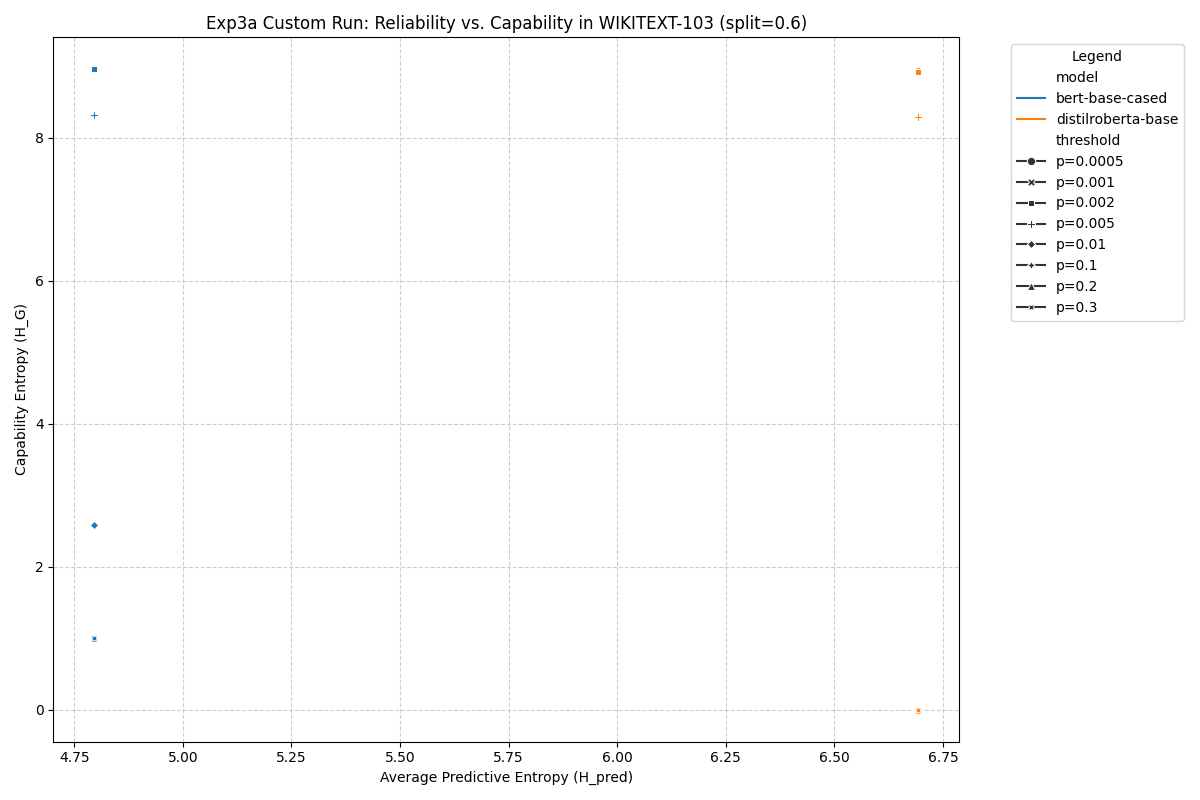 Exp3a Custom Run: Reliability vs. Capability in WIKITEXT-103 (split=0.6)
Legend
model
bert-base-cased
distilroberta-base
threshold
p=0.0005
p=0.001
p=0.002
p=0.005
p=0.01
p=0.1
p=0.2
p=0.3
Capability Entropy (H_G)
8
6
4
2
0
4.75 5.00 5.25 5.50 5.75 6.00 6.25 6.50 6.75
Average Predictive Entropy (H_pred)